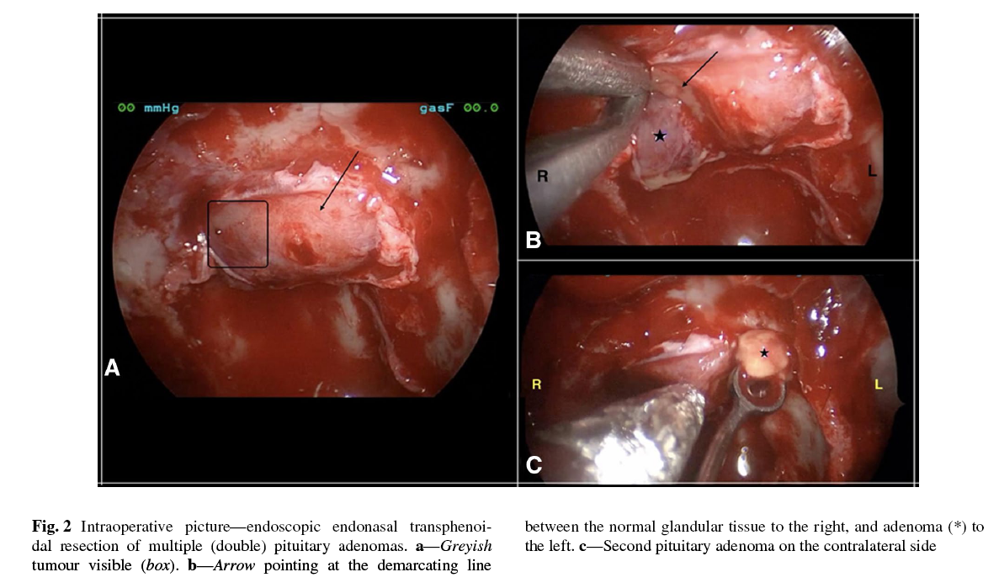 00 mmHg
gasF 00.0
A
R
L
B
R
L
C
Fig. 2 Intraoperative picture—endoscopic endonasal transphenoi-
dal resection of multiple (double) pituitary adenomas. a—Greyish
tumour visible (box). b—Arrow pointing at the demarcating line
between the normal glandular tissue to the right, and adenoma (*) to
the left. c—Second pituitary adenoma on the contralateral side